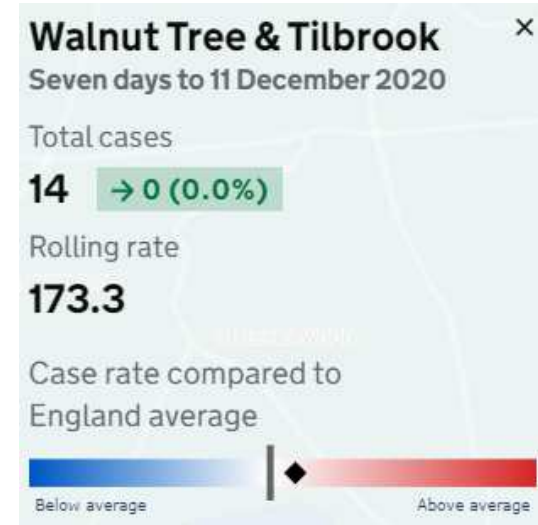 Walnut Tree & Tilbrook ×
Seven days to 11 December 2020
Total cases
14 → 0 (0.0%)
Rolling rate
173.3
Case rate compared to
England average
Below average Above average